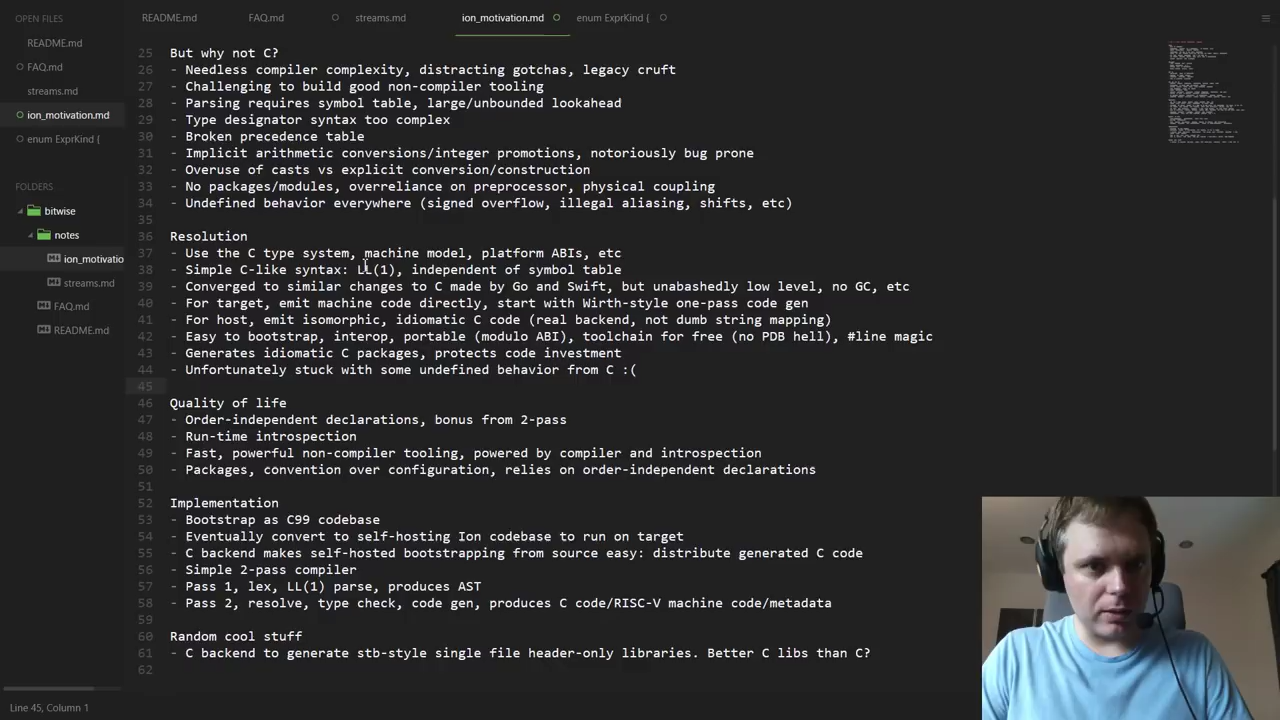 OPEN FILES
README.md
FAQ.md
streams.md
ion_motivation.md
enum ExprKind {
FOLDERS
bitwise
notes
ion_motivatio
streams.md
FAQ.md
README.md
README.md
FAQ.md
streams.md
ion_motivation.md
enum ExprKind {
25 But why not C?
26 - Needless compiler complexity, distracting gotchas, legacy cruft
27 - Challenging to build good non-compiler tooling
28 - Parsing requires symbol table, large/unbounded lookahead
29 - Type designator syntax too complex
30 - Broken precedence table
31 - Implicit arithmetic conversions/integer promotions, notoriously bug prone
32 - Overuse of casts vs explicit conversion/construction
33 - No packages/modules, overreliance on preprocessor, physical coupling
34 - Undefined behavior everywhere (signed overflow, illegal aliasing, shifts, etc)
35
36 Resolution
37 - Use the C type system, machine model, platform ABIs, etc
38 - Simple C-like syntax: LL(1), independent of symbol table
39 - Converged to similar changes to C made by Go and Swift, but unabashedly low level, no GC, etc
40 - For target, emit machine code directly, start with Wirth-style one-pass code gen
41 - For host, emit isomorphic, idiomatic C code (real backend, not dumb string mapping)
42 - Easy to bootstrap, interop, portable (modulo ABI), toolchain for free (no PDB hell), #line magic
43 - Generates idiomatic C packages, protects code investment
44 - Unfortunately stuck with some undefined behavior from C :(
45
46 Quality of life
47 - Order-independent declarations, bonus from 2-pass
48 - Run-time introspection
49 - Fast, powerful non-compiler tooling, powered by compiler and introspection
50 - Packages, convention over configuration, relies on order-independent declarations
51
52 Implementation
53 - Bootstrap as C99 codebase
54 - Eventually convert to self-hosting Ion codebase to run on target
55 - C backend makes self-hosted bootstrapping from source easy: distribute generated C code
56 - Simple 2-pass compiler
57 - Pass 1, lex, LL(1) parse, produces AST
58 - Pass 2, resolve, type check, code gen, produces C code/RISC-V machine code/metadata
59
60 Random cool stuff
61 - C backend to generate stb-style single file header-only libraries. Better C libs than C?
62
Line 45, Column 1